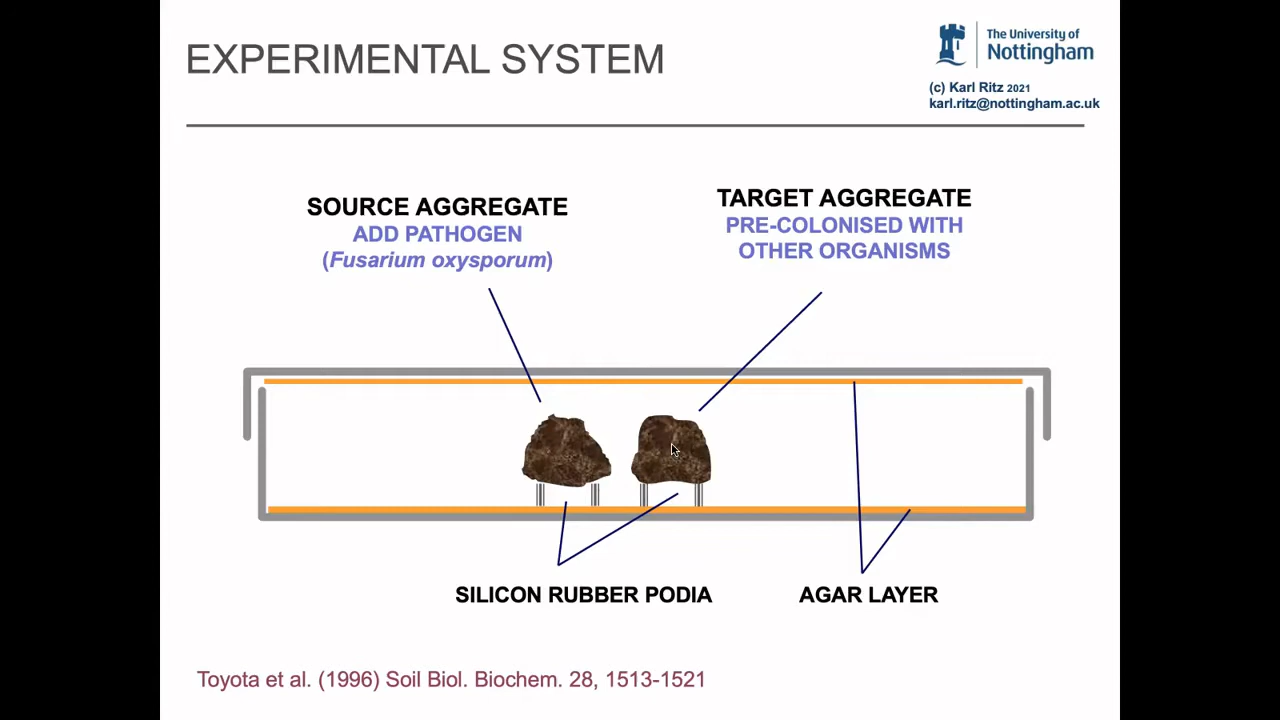 EXPERIMENTAL SYSTEM
The University of
Nottingham
(c) Karl Ritz 2021
karl.ritz@nottingham.ac.uk
SOURCE AGGREGATE
ADD PATHOGEN
(Fusarium oxysporum)
TARGET AGGREGATE
PRE-COLONISED WITH
OTHER ORGANISMS
SILICON RUBBER PODIA
AGAR LAYER
Toyota et al. (1996) Soil Biol. Biochem. 28, 1513-1521